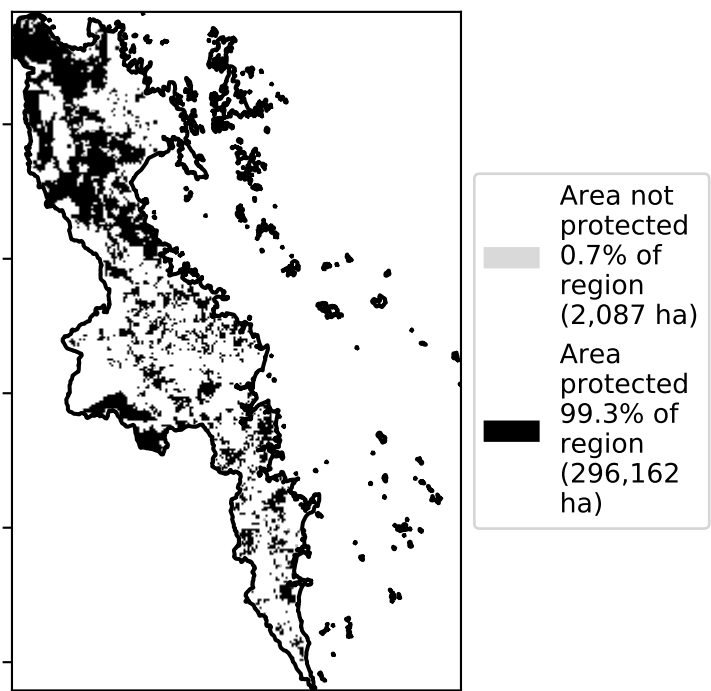 Area not
protected
0.7% of
region
(2,087 ha)
Area
protected
99.3% of
region
(296,162
ha)